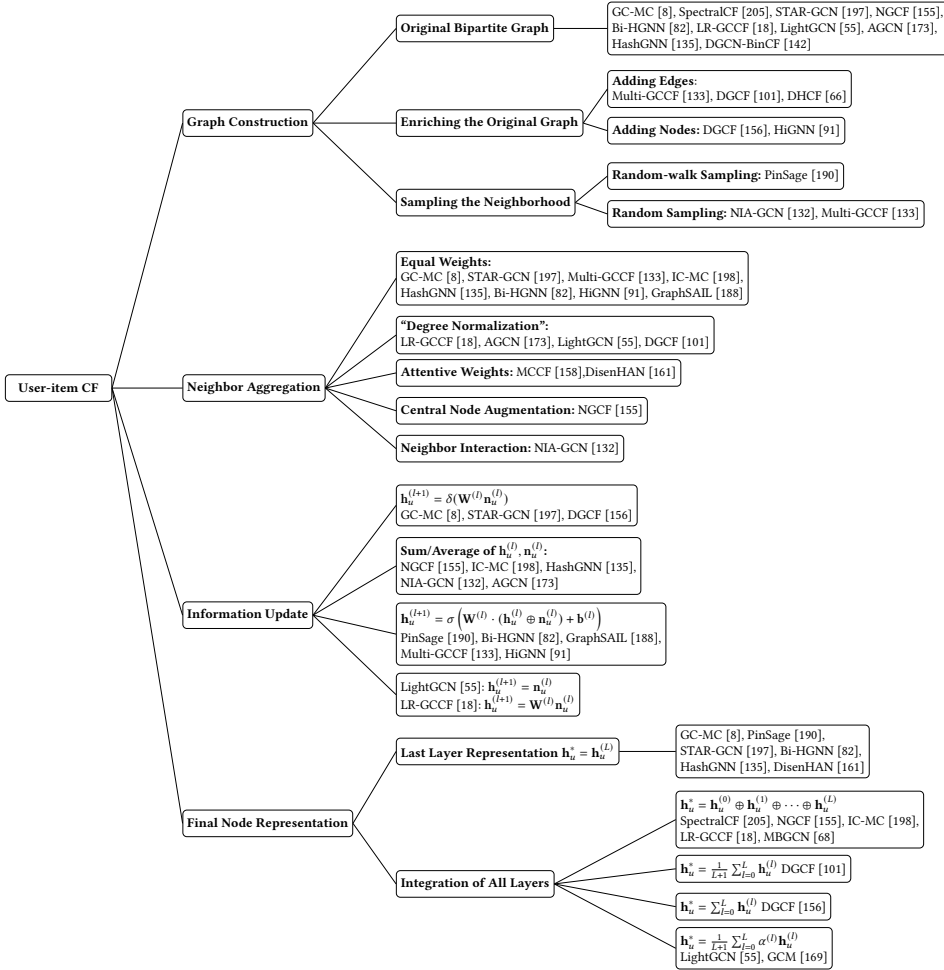 User-item CF
Graph Construction
Original Bipartite Graph
GC-MC [8], SpectralCF [205], STAR-GCN [197], NGCF [155],
Bi-HGNN [82], LR-GCCF [18], LightGCN [55], AGCN [173],
HashGNN [135], DGCN-BinCF [142]
Enriching the Original Graph
Adding Edges:
Multi-GCCF [133], DGCF [101], DHCF [66]
Adding Nodes: DGCF [156], HiGNN [91]
Sampling the Neighborhood
Random-walk Sampling: PinSage [190]
Random Sampling: NIA-GCN [132], Multi-GCCF [133]
Neighbor Aggregation
Equal Weights:
GC-MC [8], STAR-GCN [197], Multi-GCCF [133], IC-MC [198],
HashGNN [135], Bi-HGNN [82], HiGNN [91], GraphSAIL [188]
“Degree Normalization”:
LR-GCCF [18], AGCN [173], LightGCN [55], DGCF [101]
Attentive Weights: MCCF [158],DisenHAN [161]
Central Node Augmentation: NGCF [155]
Neighbor Interaction: NIA-GCN [132]
Information Update
h_u^{(l+1)} = δ(W^{(l)} n_u^{(l)})
GC-MC [8], STAR-GCN [197], DGCF [156]
Sum/Average of h_u^{(l)}, n_u^{(l)}:
NGCF [155], IC-MC [198], HashGNN [135],
NIA-GCN [132], AGCN [173]
h_u^{(l+1)} = σ (W^{(l)} · (h_u^{(l)} ⊕ n_u^{(l)}) + b^{(l)})
PinSage [190], Bi-HGNN [82], GraphSAIL [188],
Multi-GCCF [133], HiGNN [91]
LightGCN [55]: h_u^{(l+1)} = n_u^{(l)}
LR-GCCF [18]: h_u^{(l+1)} = W^{(l)} n_u^{(l)}
Final Node Representation
Last Layer Representation h_u^* = h_u^{(L)}
GC-MC [8], PinSage [190],
STAR-GCN [197], Bi-HGNN [82],
HashGNN [135], DisenHAN [161]
Integration of All Layers
h_u^* = h_u^{(0)} ⊕ h_u^{(1)} ⊕ ··· ⊕ h_u^{(L)}
SpectralCF [205], NGCF [155], IC-MC [198],
LR-GCCF [18], MBGCN [68]
h_u^* = \frac{1}{L+1} ∑_{l=0}^{L} h_u^{(l)} DGCF [101]
h_u^* = ∑_{l=0}^{L} h_u^{(l)} DGCF [156]
h_u^* = \frac{1}{L+1} ∑_{l=0}^{L} α^{(l)} h_u^{(l)}
LightGCN [55], GCM [169]